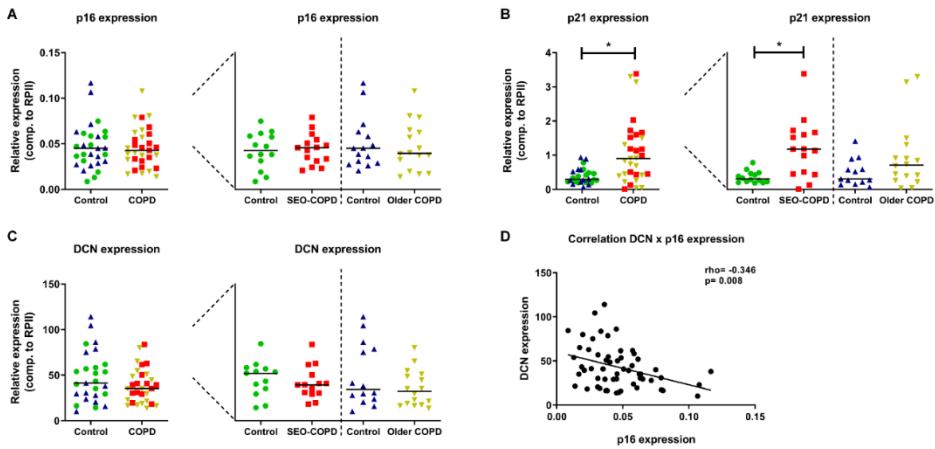 A
p16 expression
p16 expression
Relative expression
(comp. to RPII)
0.15
0.10
0.05
0.00
Control
COPD
Control
SEO-COPD
Control
Older COPD
B
p21 expression
p21 expression
Relative expression
(comp. to RPII)
4
3
2
1
0
*
*
Control
COPD
Control
SEO-COPD
Control
Older COPD
C
DCN expression
DCN expression
Relative expression
(comp. to RPII)
150
100
50
0
Control
COPD
Control
SEO-COPD
Control
Older COPD
D
Correlation DCN x p16 expression
rho= -0.346
p= 0.008
DCN expression
150
100
50
0
0.00
0.05
0.10
0.15
p16 expression